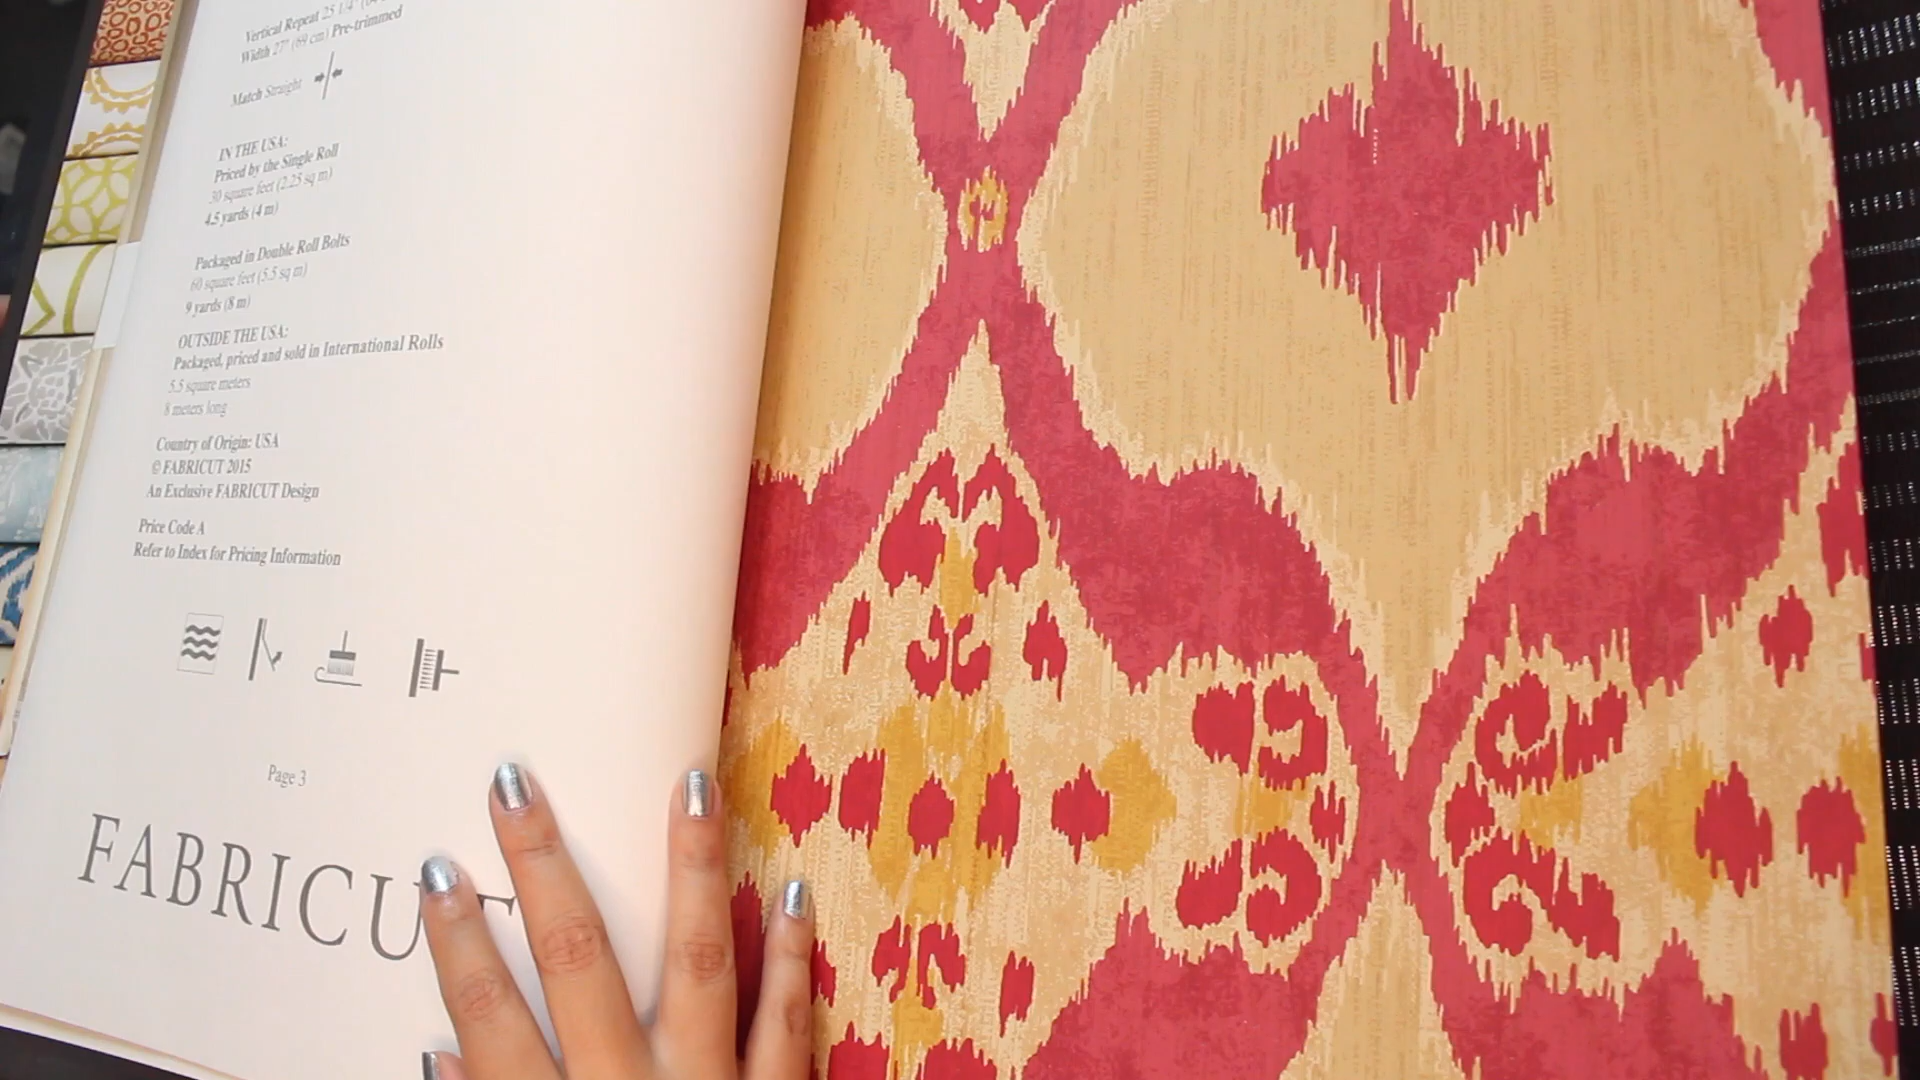 Vertical Repeat 25 1/4"
Width 27" (69 cm) Pre-trimmed
Match Straight
IN THE USA:
Priced by the Single Roll
30 square feet (2.25 sq m)
4.5 yards (4 m)
Packaged in Double Roll Bolts
60 square feet (5.5 sq m)
9 yards (8 m)
OUTSIDE THE USA:
Packaged, priced and sold in International Rolls
5.5 square meters
8 meters long
Country of Origin: USA
© FABRICUT 2015
An Exclusive FABRICUT Design
Price Code A
Refer to Index for Pricing Information
Page 3
FABRICUT